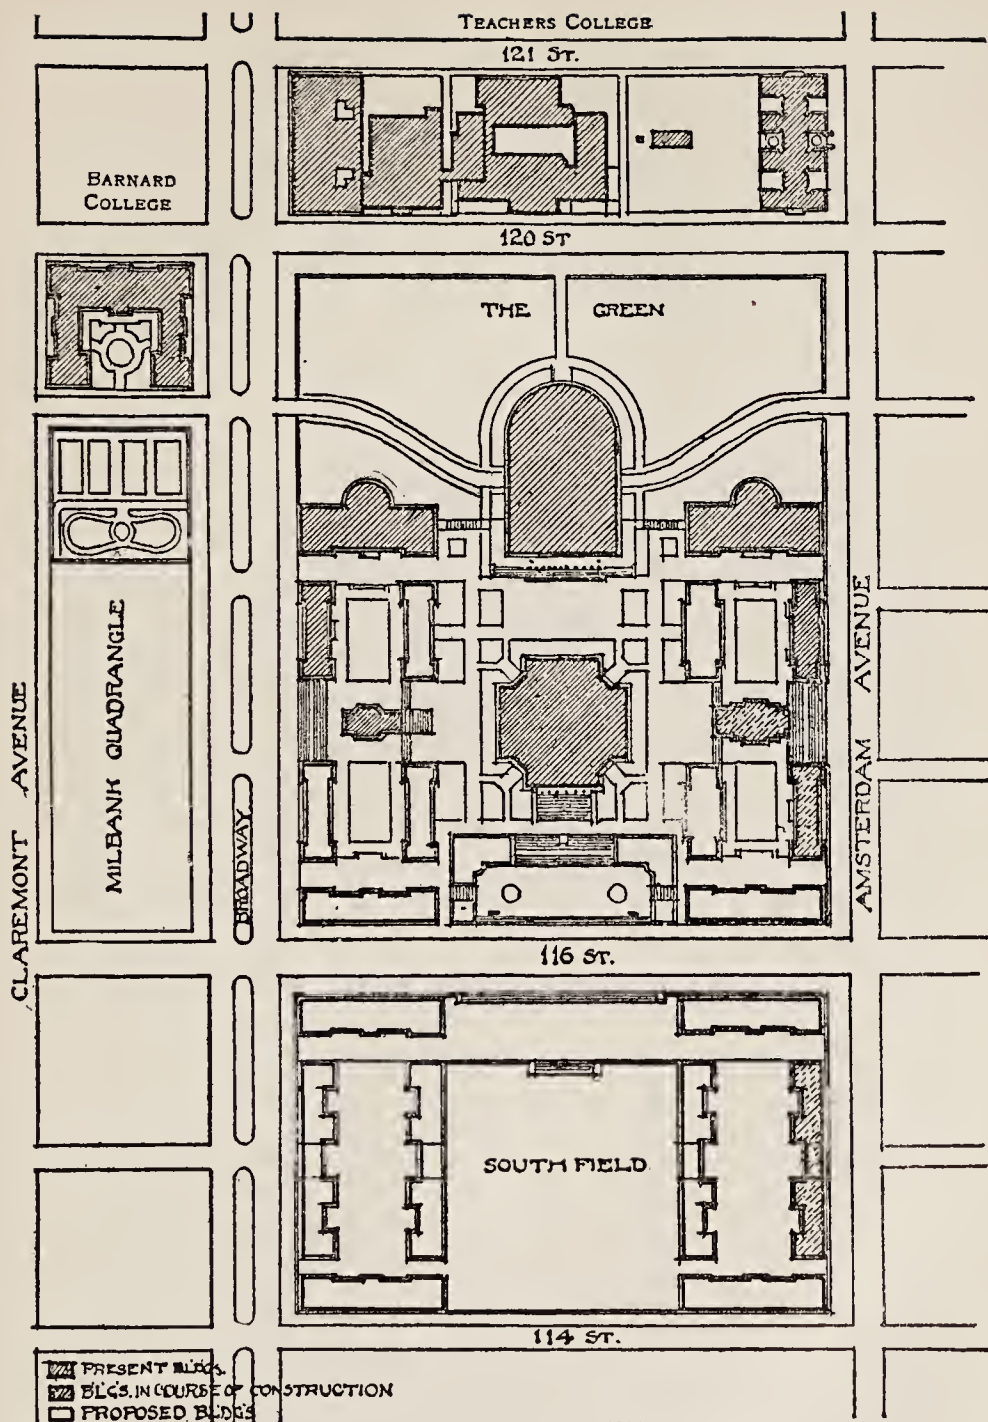 TEACHERS COLLEGE
121 ST.
BARNARD
COLLEGE
120 ST
THE GREEN
MILBANK QUADRANGLE
CLAREMONT AVENUE
BROADWAY
AMSTERDAM AVENUE
116 ST.
SOUTH FIELD
114 ST.
PRESENT BLDGS.
BLGS. IN COURSE OF CONSTRUCTION
PROPOSED BLDGS